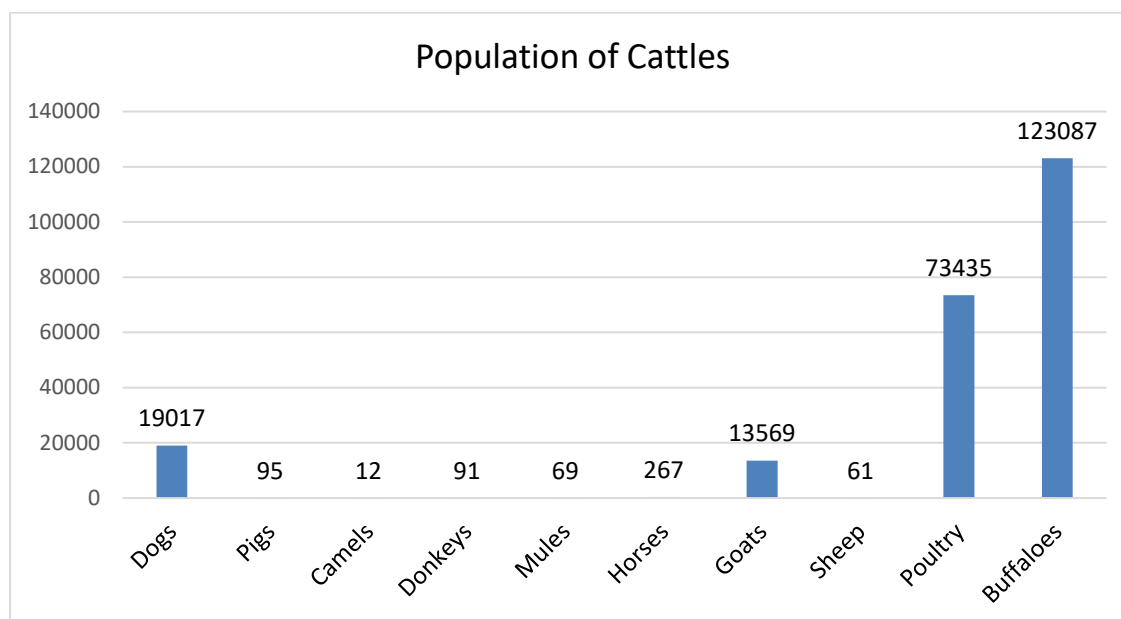 Population of Cattles
140000
120000
100000
80000
60000
40000
20000
0
19017
95
12
91
69
267
13569
61
73435
123087
Dogs
Pigs
Camels
Donkeys
Mules
Horses
Goats
Sheep
Poultry
Buffaloes